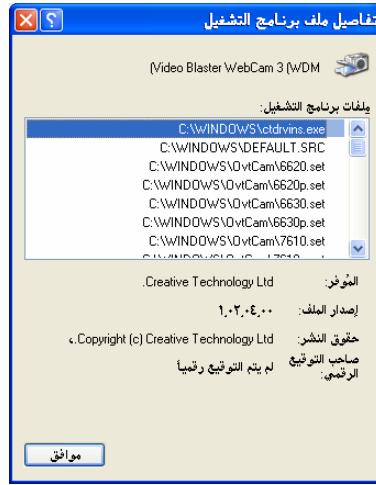 تفاصيل ملف برنامج التشغيل
Video Blaster WebCam 3 (WDM)
ملفات برنامج التشغيل:
C:\WINDOWS\ctdrvins.exe
C:\WINDOWS\DEFAULT.SRC
C:\WINDOWS\OvtCam\6620.set
C:\WINDOWS\OvtCam\6620p.set
C:\WINDOWS\OvtCam\6630.set
C:\WINDOWS\OvtCam\6630p.set
C:\WINDOWS\OvtCam\7610.set
المُوفر: Creative Technology Ltd.
إصدار الملف: ١,٠٢,٠٤,٠٠
حقوق النشر: Copyright (c) Creative Technology Ltd.,
صاحب التوقيع الرقمي: لم يتم التوقيع رقمياً
موافق